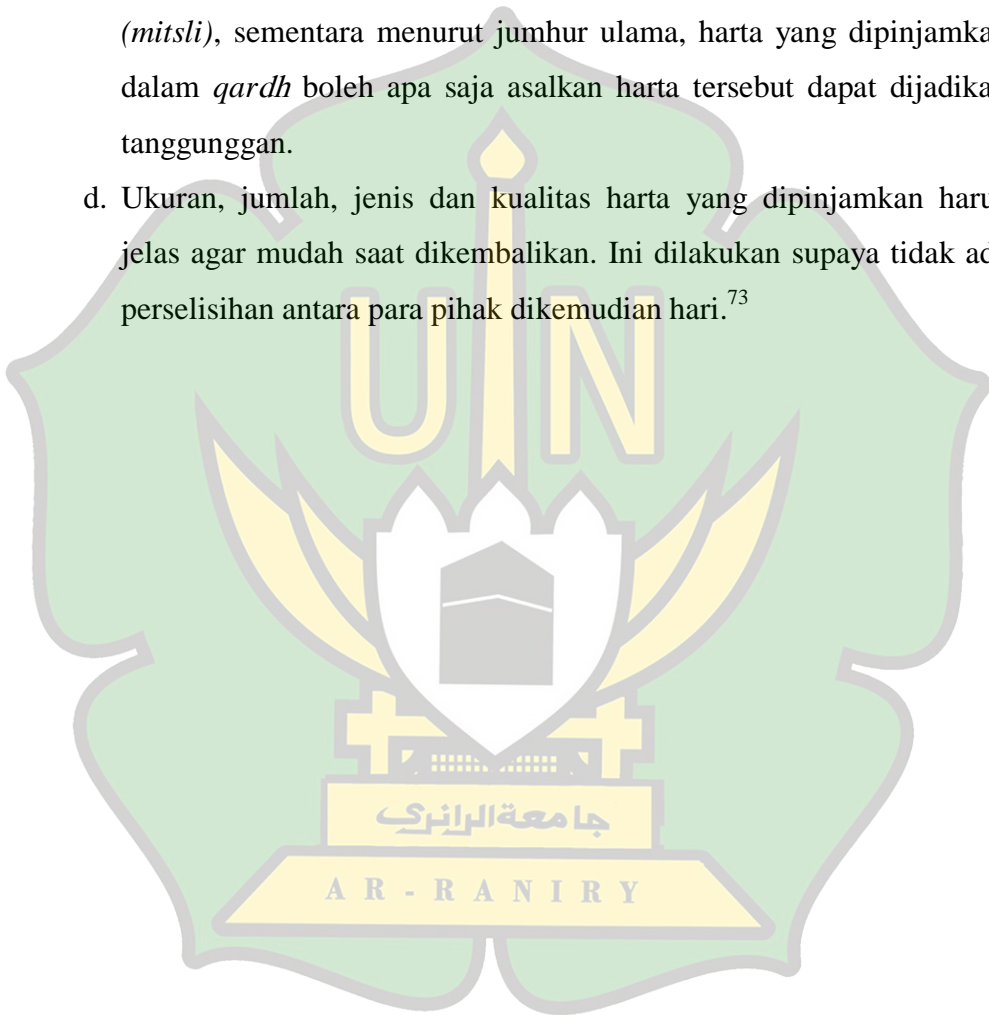 (mitsli), sementara menurut jumhur ulama, harta yang dipinjamka
dalam qardh boleh apa saja asalkan harta tersebut dapat dijadika
tanggunggan.
d. Ukuran, jumlah, jenis dan kualitas harta yang dipinjamkan haru
jelas agar mudah saat dikembalikan. Ini dilakukan supaya tidak ad
perselisihan antara para pihak dikemudian hari.73
UIN
جامعة الرانري
AR-RANIRY